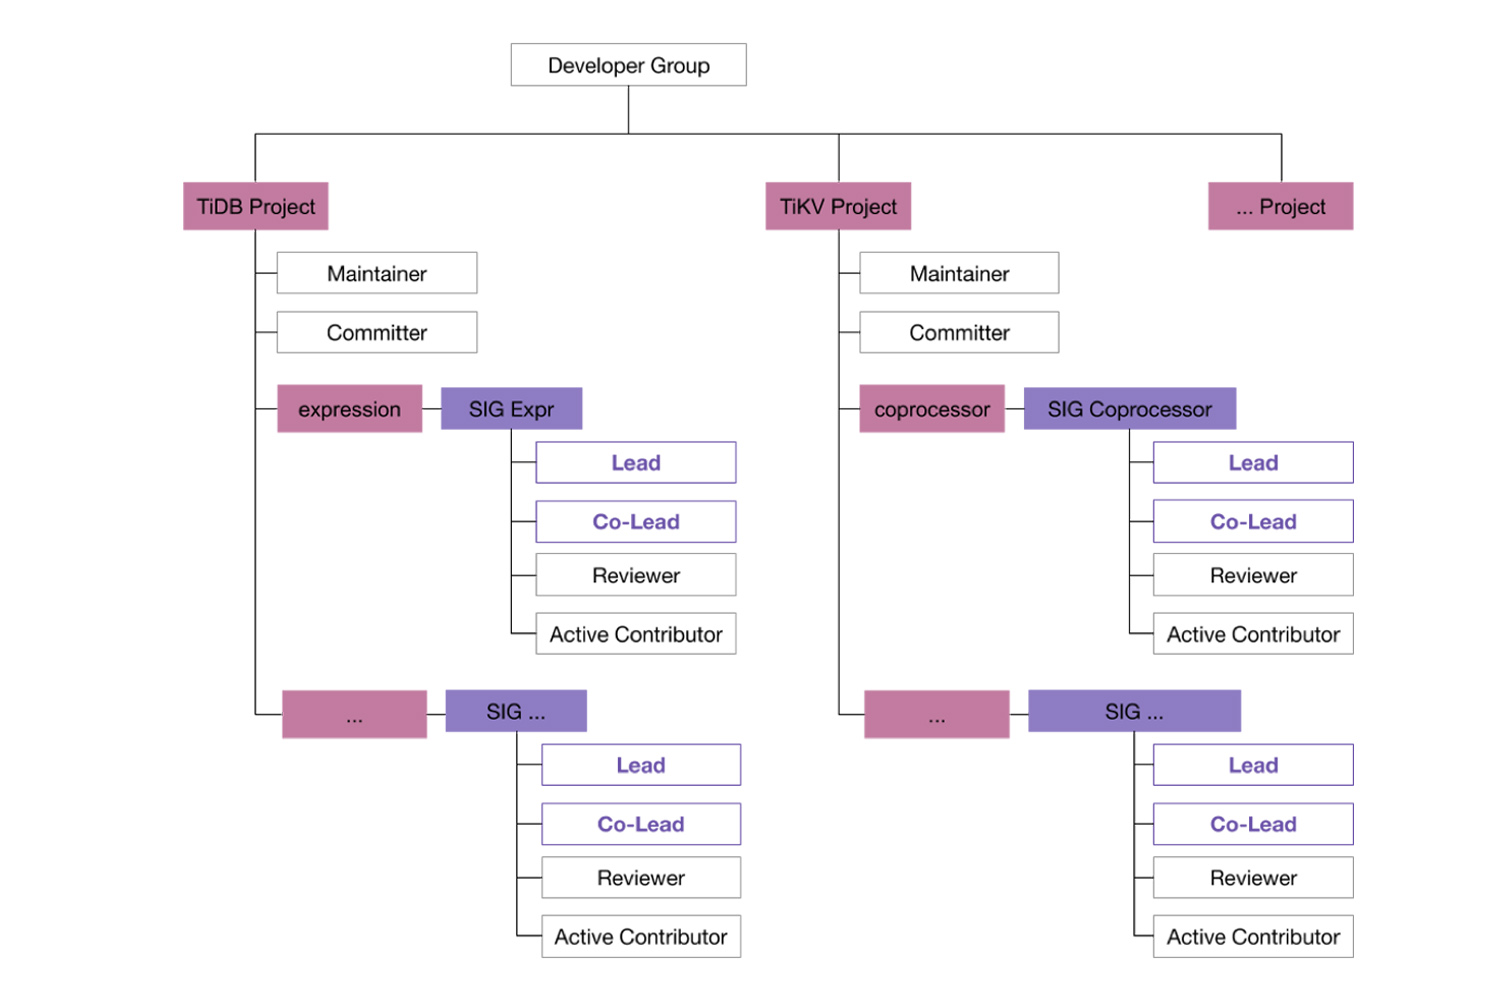 Developer Group
TiDB Project
TiKV Project
... Project
Maintainer
Committer
expression
SIG Expr
Lead
Co-Lead
Reviewer
Active Contributor
...
SIG ...
Lead
Co-Lead
Reviewer
Active Contributor
Maintainer
Committer
coprocessor
SIG Coprocessor
Lead
Co-Lead
Reviewer
Active Contributor
...
SIG ...
Lead
Co-Lead
Reviewer
Active Contributor